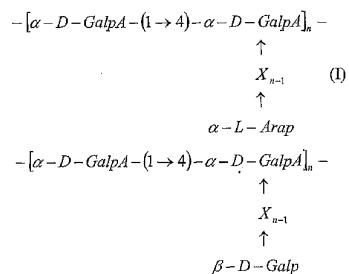 -[α-D-GalpA-(1→4)-α-D-GalpA]n-
↑
Xn-1 (I)
↑
α-L-Arap
-[α-D-GalpA-(1→4)-α-D-GalpA]n-
↑
Xn-1
↑
β-D-Galp